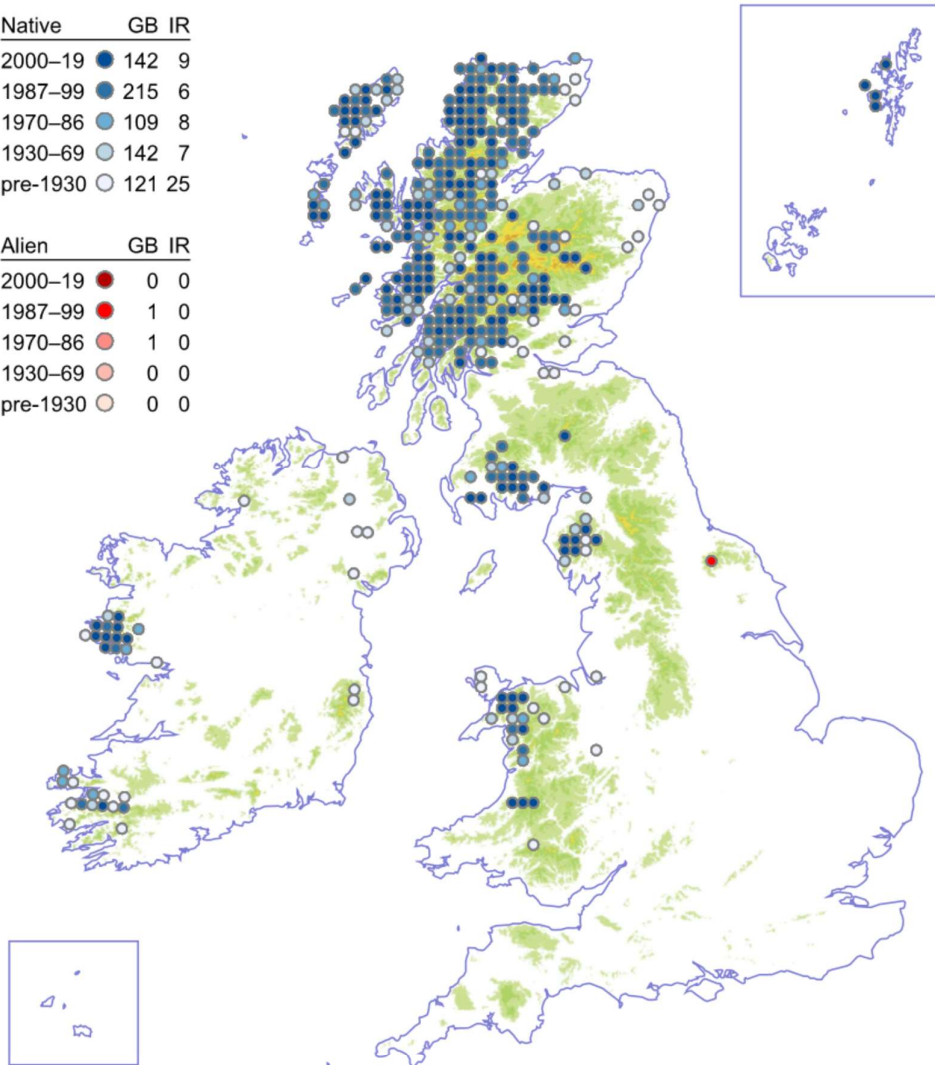 Native GB IR
2000–19 142 9
1987–99 215 6
1970–86 109 8
1930–69 142 7
pre-1930 121 25
Alien GB IR
2000–19 0 0
1987–99 1 0
1970–86 1 0
1930–69 0 0
pre-1930 0 0